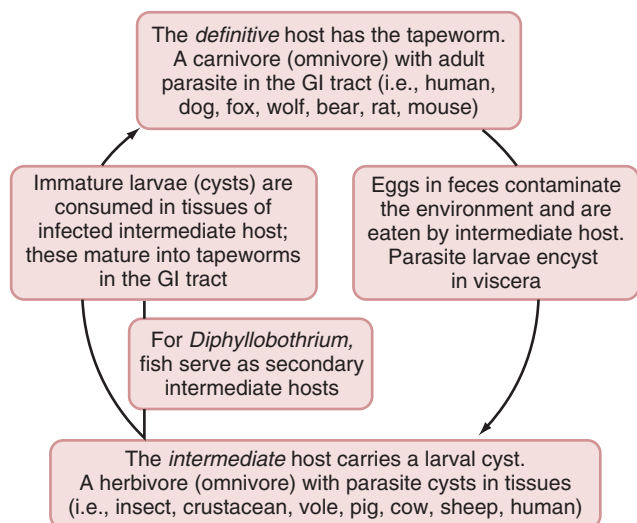 The definitive host has the tapeworm.
A carnivore (omnivore) with adult
parasite in the GI tract (i.e., human,
dog, fox, wolf, bear, rat, mouse)
Eggs in feces contaminate
the environment and are
eaten by intermediate host.
Parasite larvae encyst
in viscera
The intermediate host carries a larval cyst.
A herbivore (omnivore) with parasite cysts in tissues
(i.e., insect, crustacean, vole, pig, cow, sheep, human)
For Diphyllobothrium,
fish serve as secondary
intermediate hosts
Immature larvae (cysts) are
consumed in tissues of
infected intermediate host;
these mature into tapeworms
in the GI tract